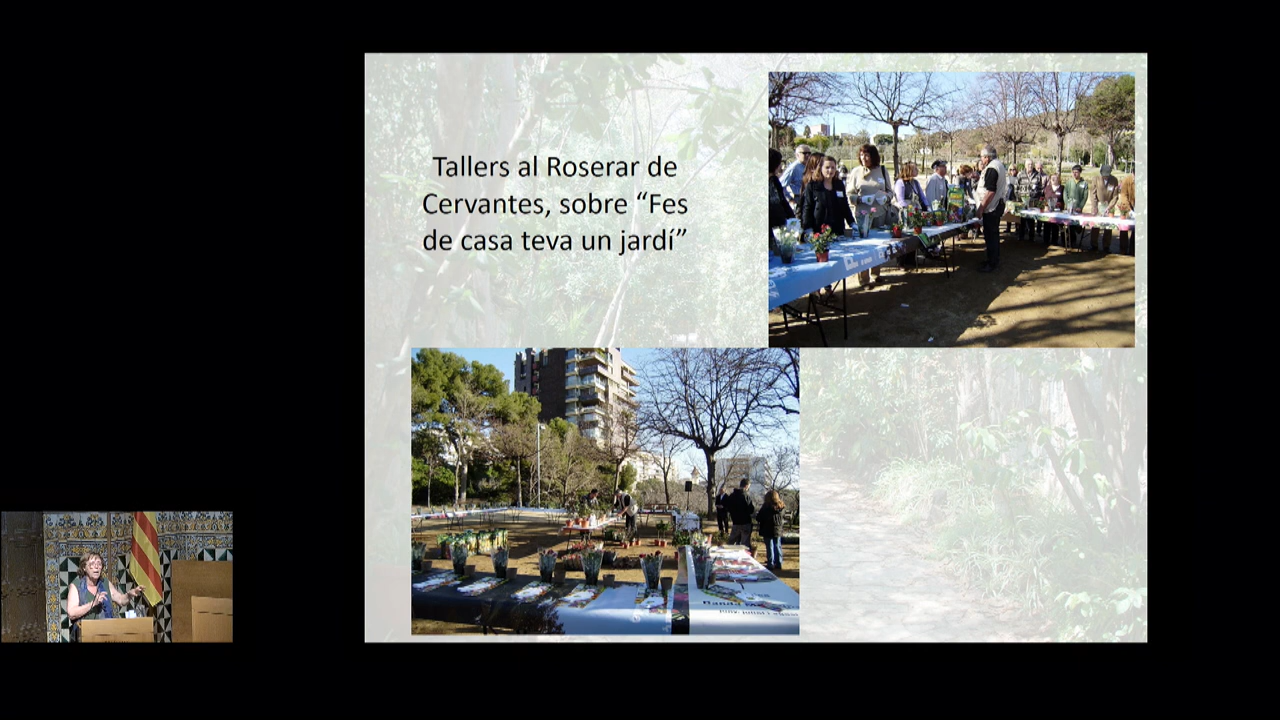 Tallers al Roserar de
Cervantes, sobre “Fes
de casa teva un jardí”